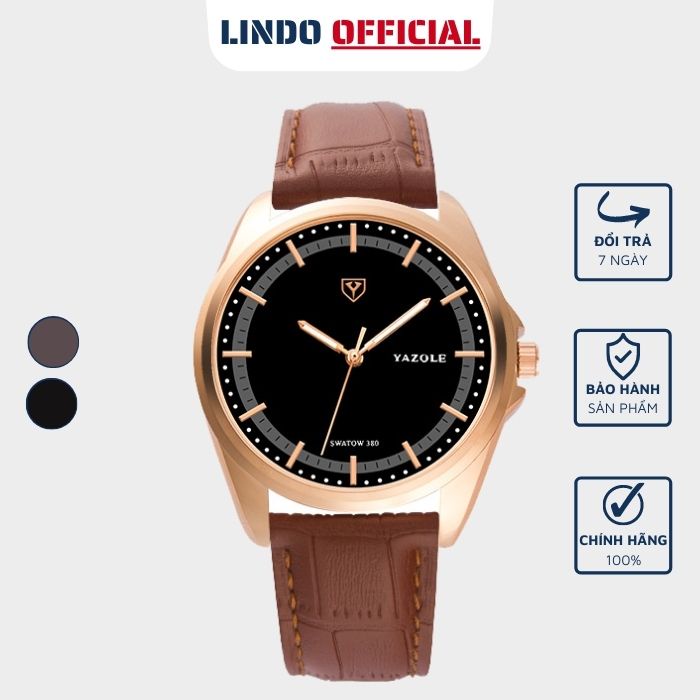 LINDO OFFICIAL
ĐỔI TRẢ
7 NGÀY
YAZOLE
BẢO HÀNH
SẢN PHẨM
SWATOW 380
CHÍNH HÃNG
100%